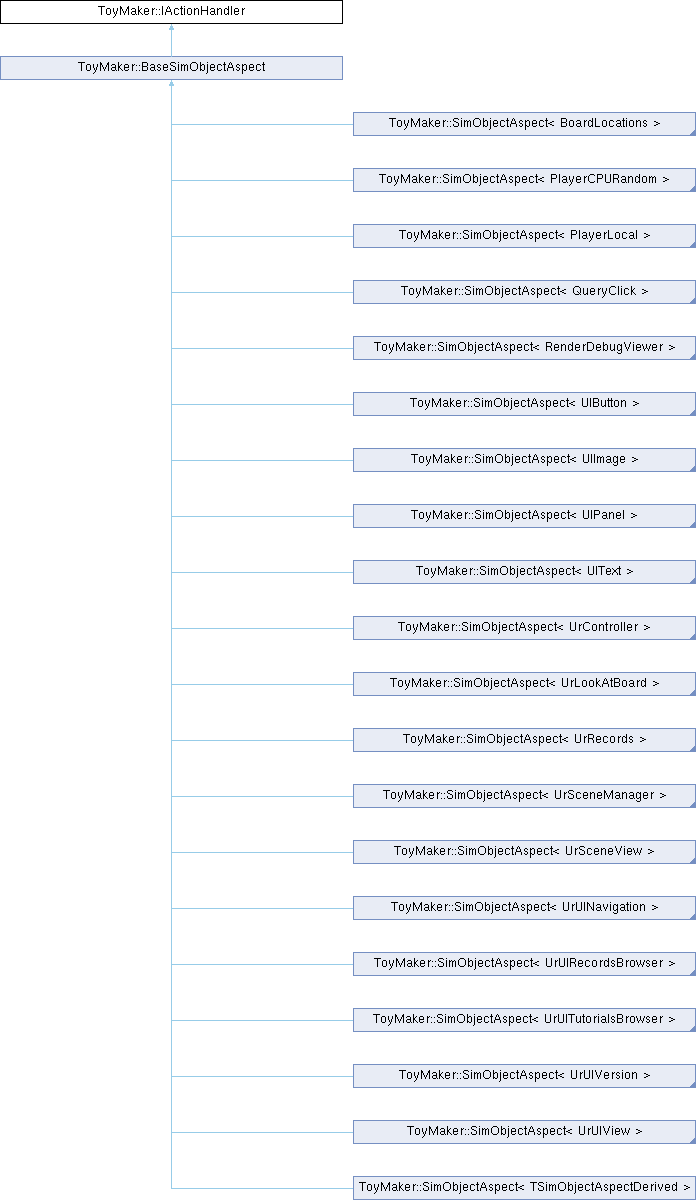 ToyMaker::IActionHandler
ToyMaker::BaseSimObjectAspect
ToyMaker::SimObjectAspect< BoardLocations >
ToyMaker::SimObjectAspect< PlayerCPURandom >
ToyMaker::SimObjectAspect< PlayerLocal >
ToyMaker::SimObjectAspect< QueryClick >
ToyMaker::SimObjectAspect< RenderDebugViewer >
ToyMaker::SimObjectAspect< UIButton >
ToyMaker::SimObjectAspect< UIImage >
ToyMaker::SimObjectAspect< UIPanel >
ToyMaker::SimObjectAspect< UIText >
ToyMaker::SimObjectAspect< UrController >
ToyMaker::SimObjectAspect< UrLookAtBoard >
ToyMaker::SimObjectAspect< UrRecords >
ToyMaker::SimObjectAspect< UrSceneManager >
ToyMaker::SimObjectAspect< UrSceneView >
ToyMaker::SimObjectAspect< UrUINavigation >
ToyMaker::SimObjectAspect< UrUIRecordsBrowser >
ToyMaker::SimObjectAspect< UrUITutorialsBrowser >
ToyMaker::SimObjectAspect< UrUIVersion >
ToyMaker::SimObjectAspect< UrUIView >
ToyMaker::SimObjectAspect< TSimObjectAspectDerived >